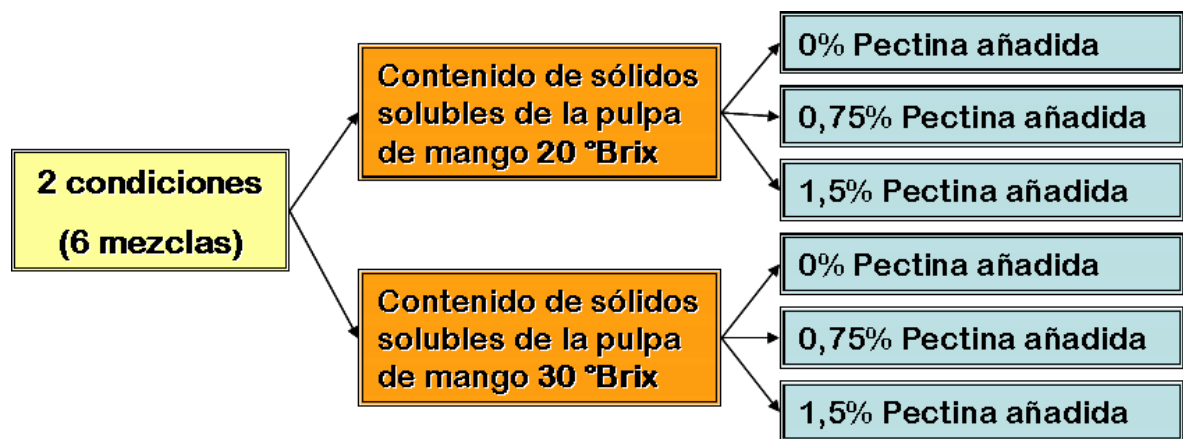 2 condiciones
(6 mezclas)
Contenido de sólidos
solubles de la pulpa
de mango 20 °Brix
0% Pectina añadida
0,75% Pectina añadida
1,5% Pectina añadida
Contenido de sólidos
solubles de la pulpa
de mango 30 °Brix
0% Pectina añadida
0,75% Pectina añadida
1,5% Pectina añadida